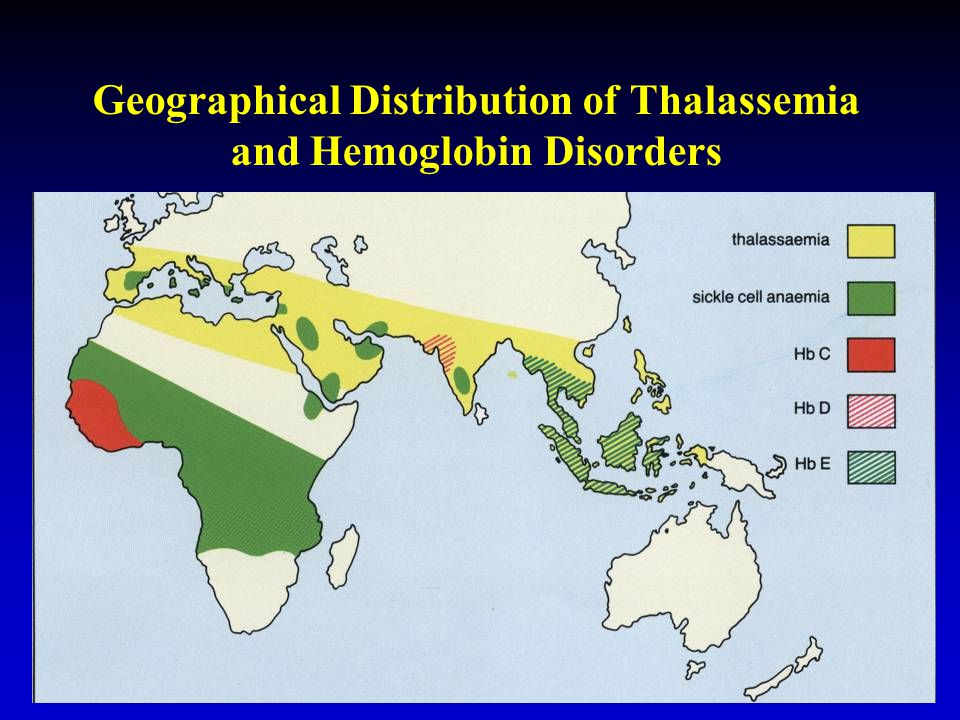 Geographical Distribution of Thalassemia
and Hemoglobin Disorders
thalassaemia
sickle cell anaemia
Hb C
Hb D
Hb E